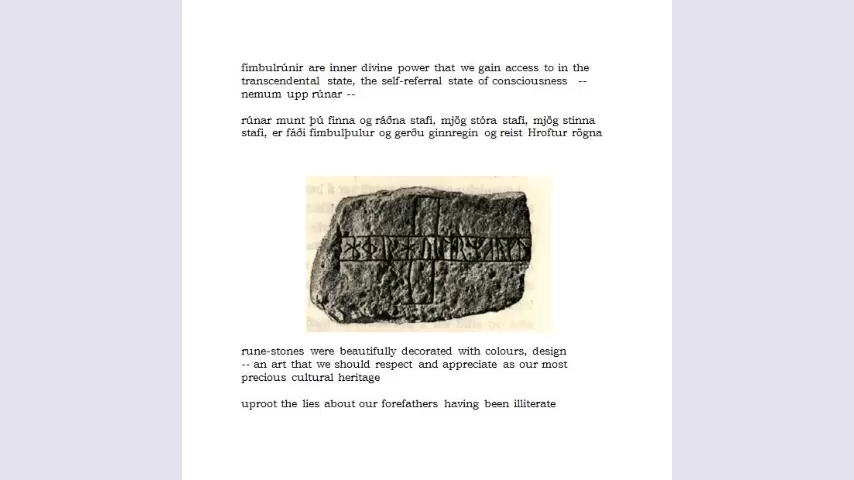 fimbulrúnir are inner divine power that we gain access to in the
transcendental state, the self-referral state of consciousness --
nemum upp rúnar --
rúnar munt þú finna og ráðna stafi, mjög stóra stafi, mjög stinna
stafi, er fáði fimbulþulur og gerðu ginnregin og reist Hroftur rögna
rune-stones were beautifully decorated with colours, design
-- an art that we should respect and appreciate as our most
precious cultural heritage
uproot the lies about our forefathers having been illiterate